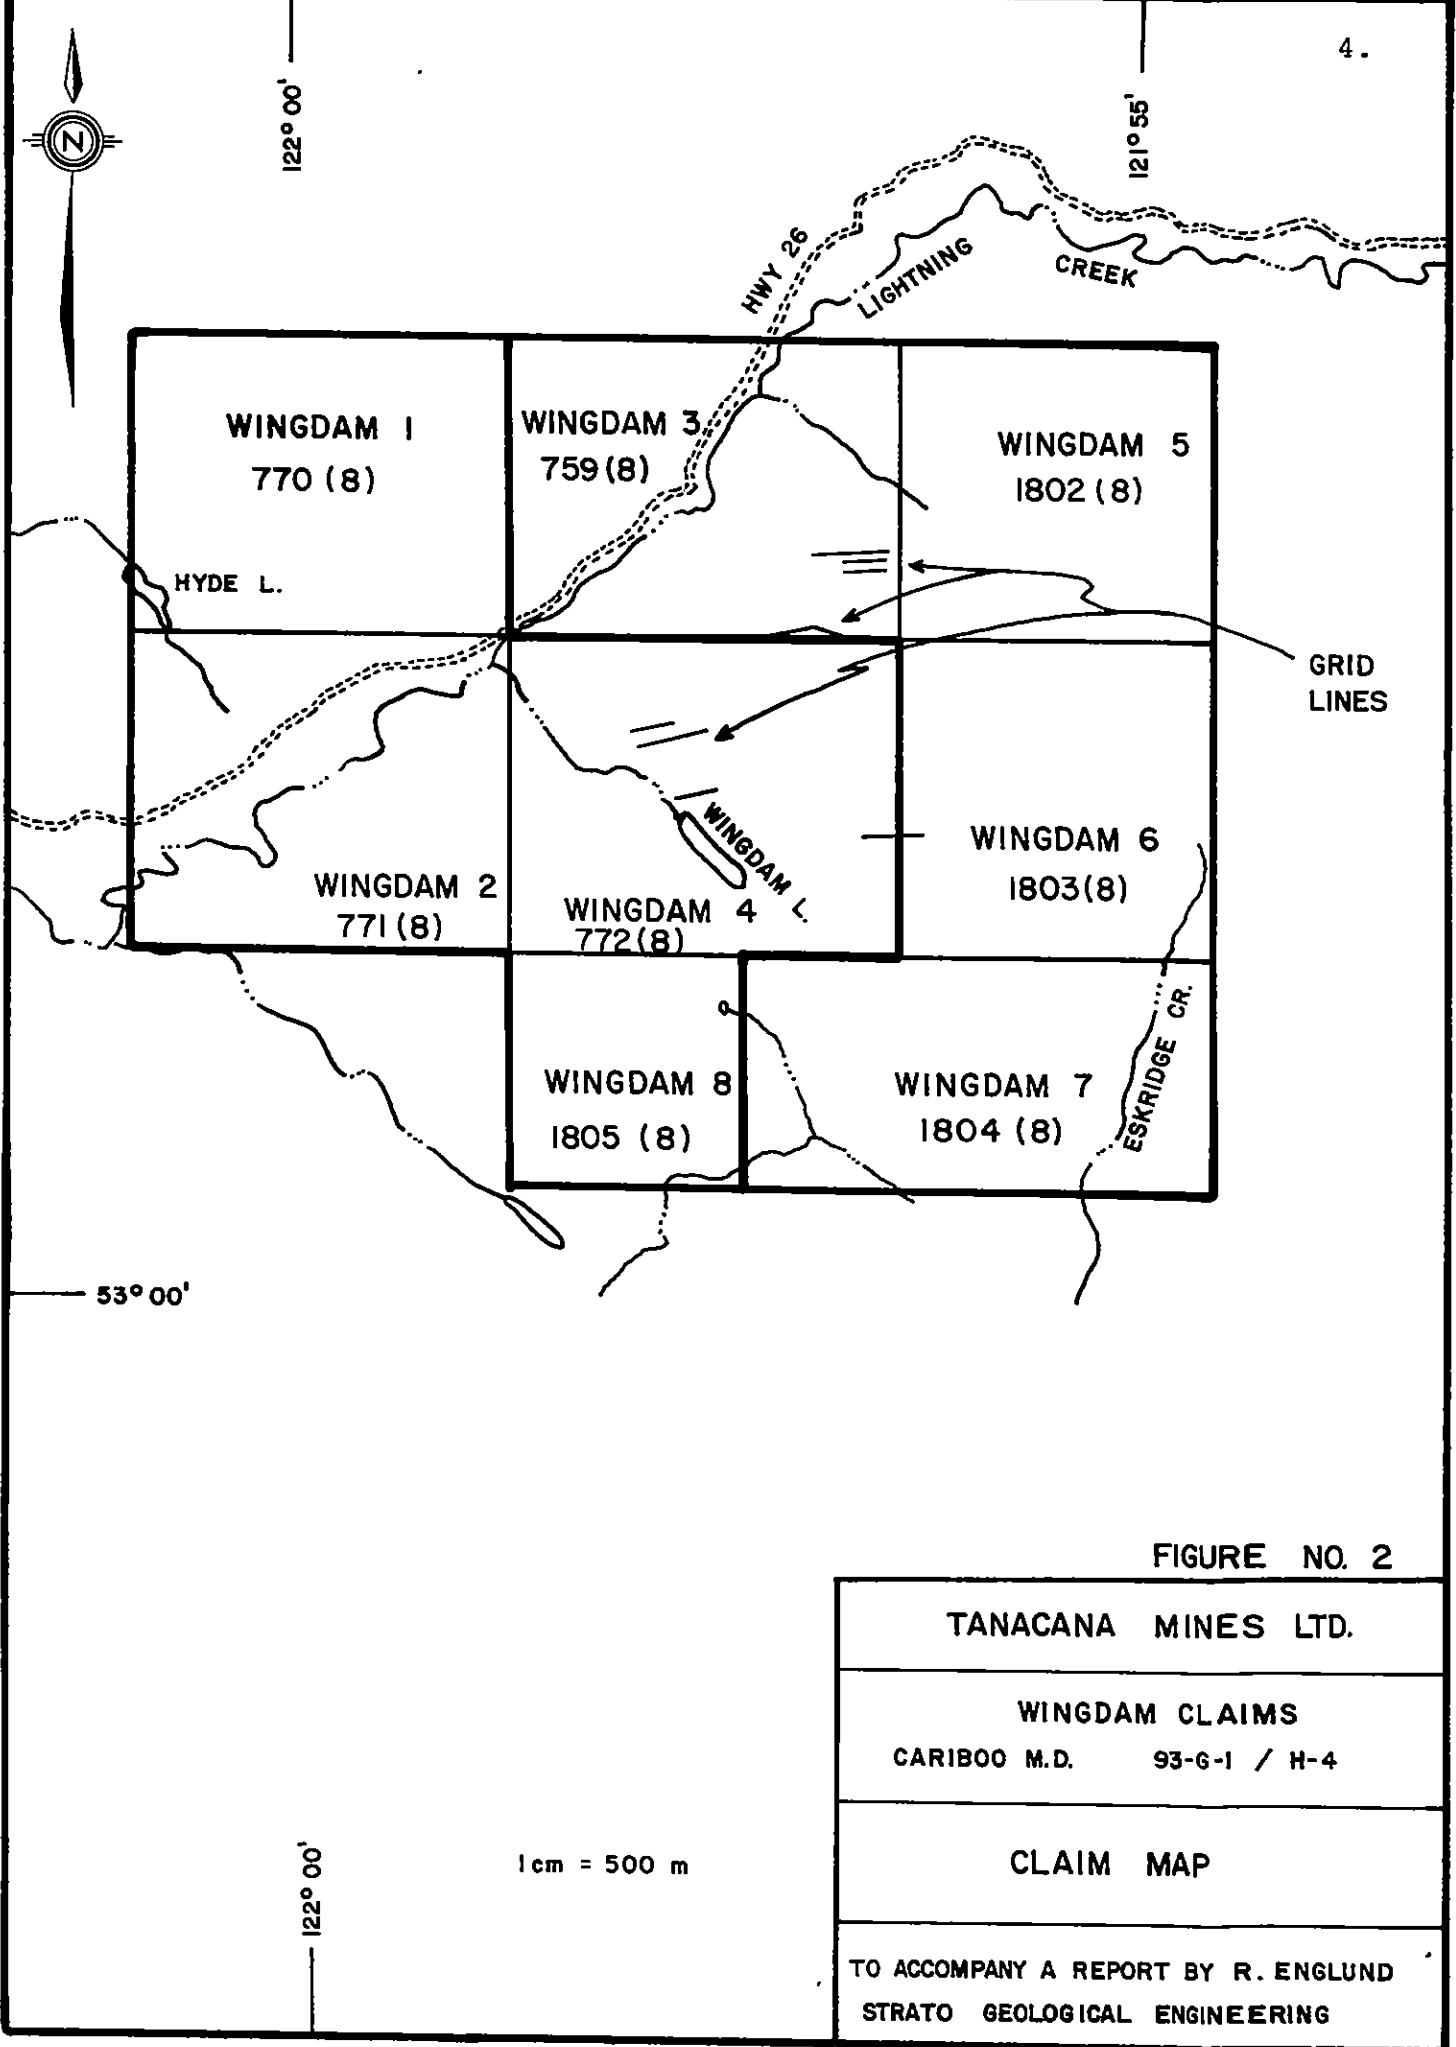 4.
122° 00'
121° 55'
N
HWY 26
LIGHTNING
CREEK
WINGDAM 1
770 (8)
WINGDAM 3
759 (8)
WINGDAM 5
1802 (8)
HYDE L.
GRID
LINES
WINGDAM L.
WINGDAM 6
1803(8)
WINGDAM 2
771 (8)
WINGDAM 4
772(8)
ESKRIDGE CR.
WINGDAM 8
1805 (8)
WINGDAM 7
1804 (8)
53° 00'
FIGURE NO. 2
TANACANA MINES LTD.
WINGDAM CLAIMS
CARIBOO M.D. 93-G-1 / H-4
122° 00'
1cm = 500 m
CLAIM MAP
TO ACCOMPANY A REPORT BY R. ENGLUND
STRATO GEOLOGICAL ENGINEERING